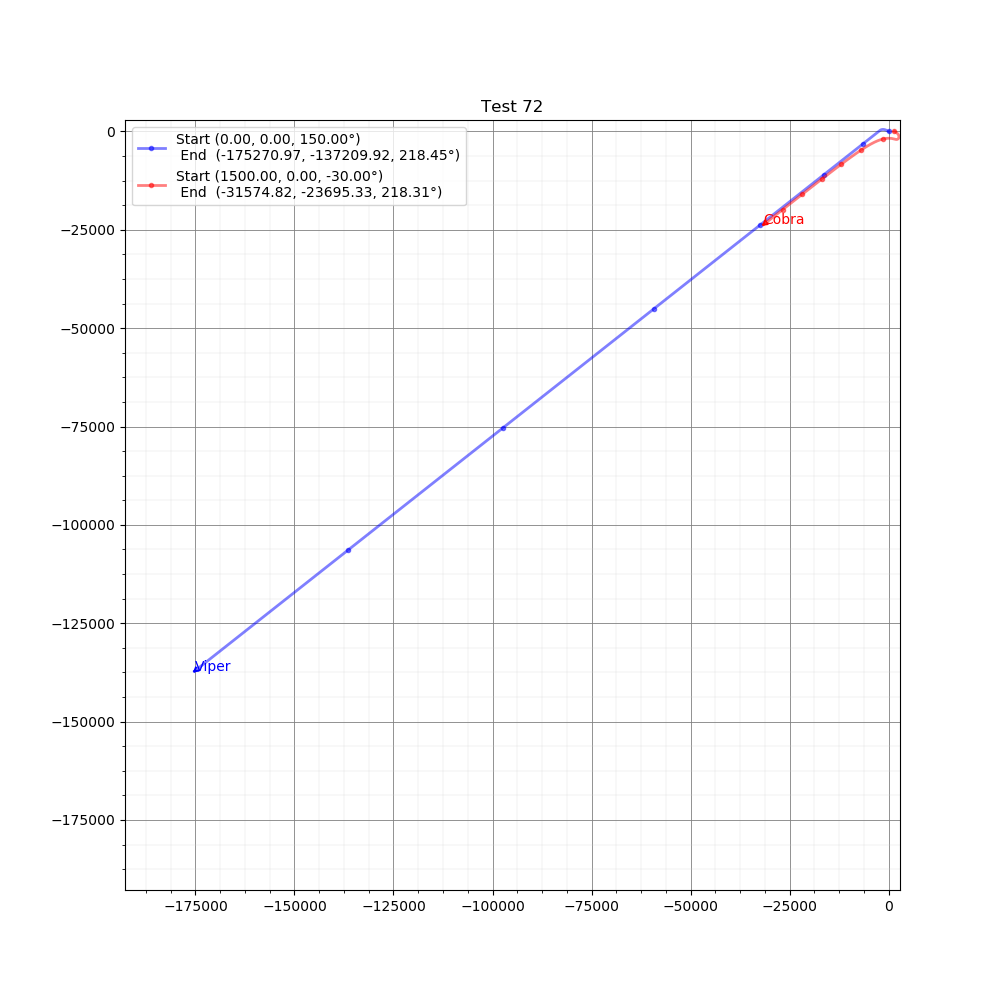 Test 72
Start (0.00, 0.00, 150.00°)
End (-175270.97, -137209.92, 218.45°)
Start (1500.00, 0.00, -30.00°)
End (-31574.82, -23695.33, 218.31°)
0
−25000
−50000
−75000
−100000
−125000
−150000
−175000
Cobra
Viper
−175000 −150000 −125000 −100000 −75000 −50000 −25000 0